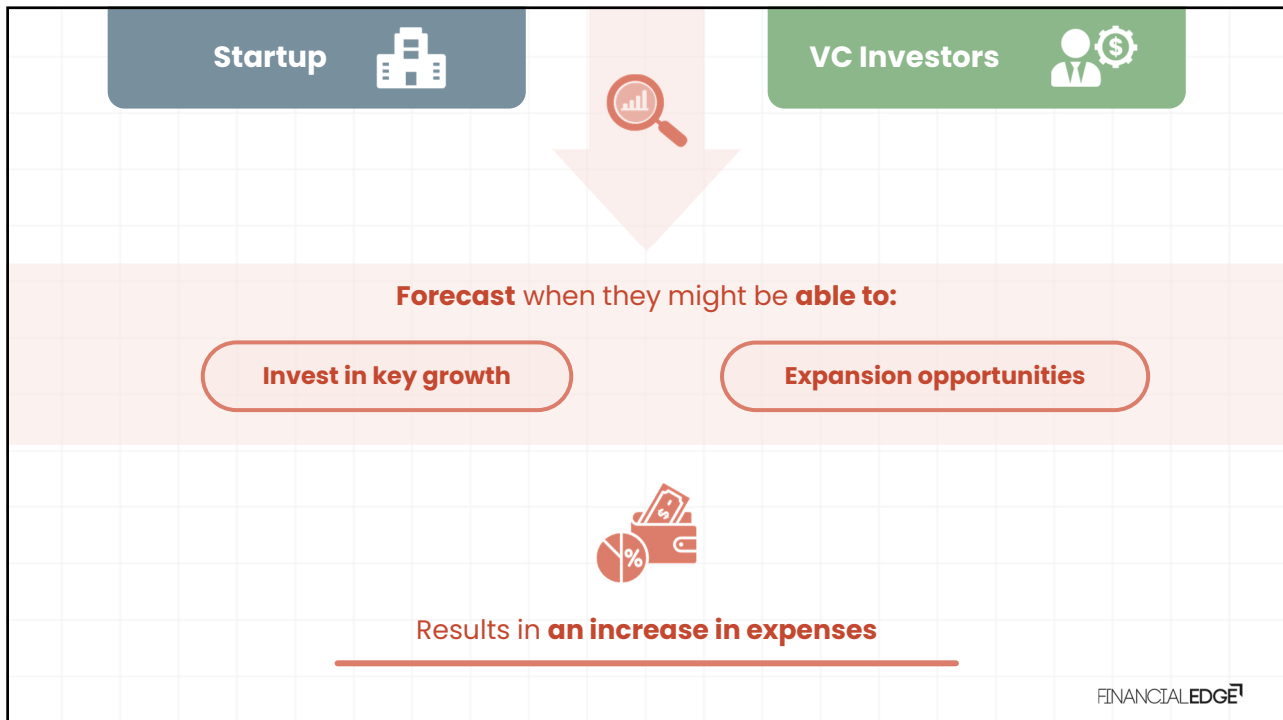 Startup
VC Investors
$
Forecast when they might be able to:
Invest in key growth
Expansion opportunities
$
%
Results in an increase in expenses
FINANCIALEDGE